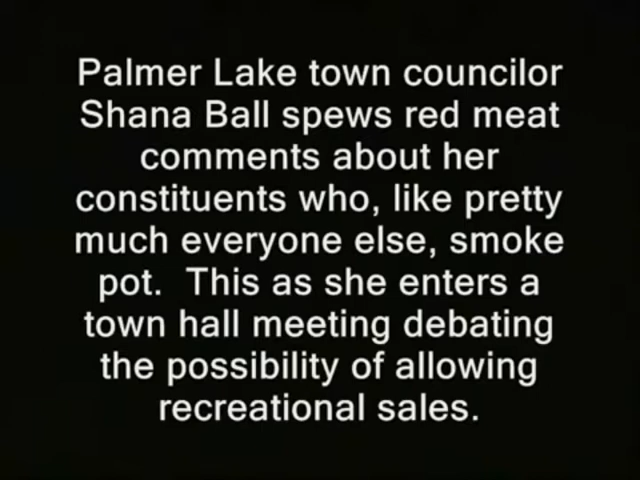 Palmer Lake town councilor
Shana Ball spews red meat
comments about her
constituents who, like pretty
much everyone else, smoke
pot.  This as she enters a
town hall meeting debating
the possibility of allowing
recreational sales.